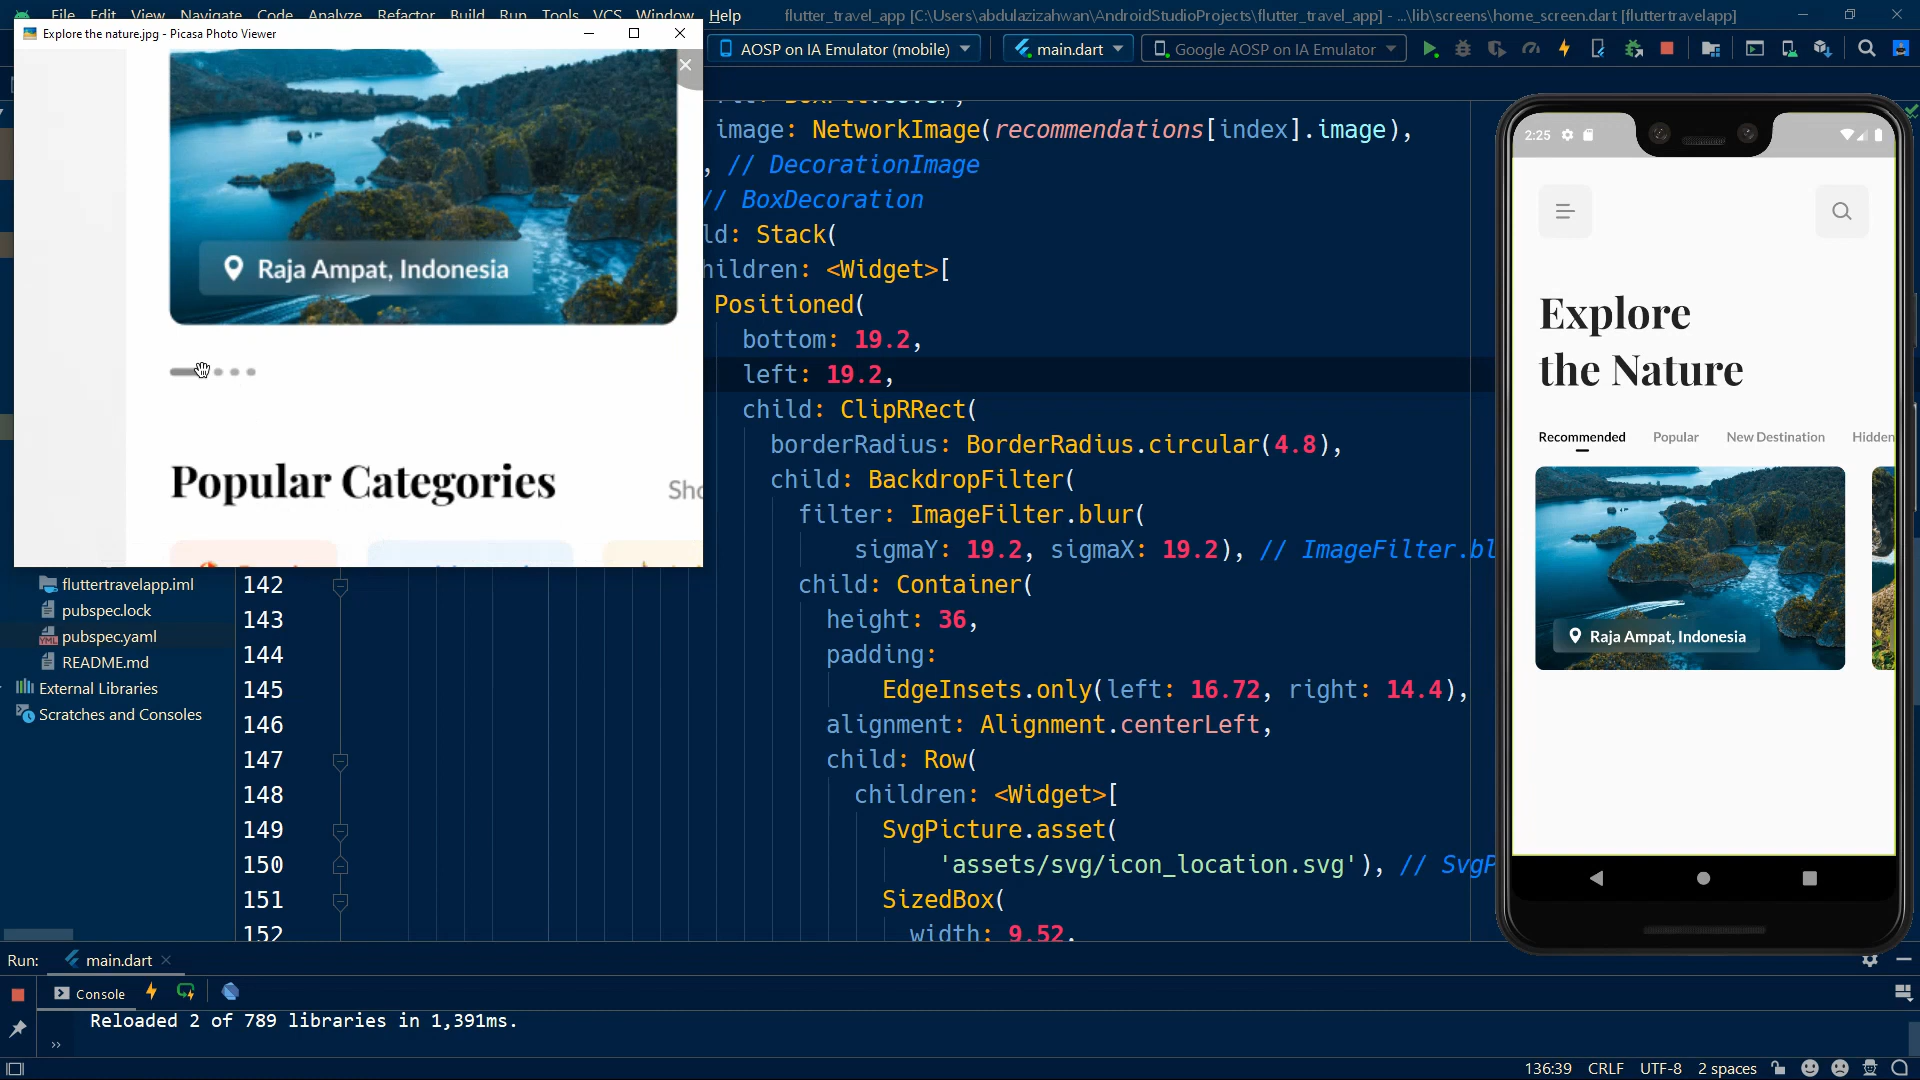 File Edit View Navigate Code Analyze Refactor Build Run Tools VCS Window Help
flutter_travel_app [C:\Users\abdulazizahwan\AndroidStudioProjects\flutter_travel_app] - ...\lib\screens\home_screen.dart [fluttertravelapp]
Explore the nature.jpg - Picasa Photo Viewer
AOSP on IA Emulator (mobile)
main.dart
Google AOSP on IA Emulator
Raja Ampat, Indonesia
Popular Categories
image: NetworkImage(recommendations[index].image),
, // DecorationImage
// BoxDecoration
ld: Stack(
hildren: <Widget>[
Positioned(
bottom: 19.2,
left: 19.2,
child: ClipRRect(
borderRadius: BorderRadius.circular(4.8),
child: BackdropFilter(
filter: ImageFilter.blur(
sigmaY: 19.2, sigmaX: 19.2), // ImageFilter.bl
142 child: Container(
143 height: 36,
144 padding:
145 EdgeInsets.only(left: 16.72, right: 14.4),
146 alignment: Alignment.centerLeft,
147 child: Row(
148 children: <Widget>[
149 SvgPicture.asset(
150 'assets/svg/icon_location.svg'), // SvgP
151 SizedBox(
152 width: 9.52,
fluttertravelapp.iml
pubspec.lock
pubspec.yaml
README.md
External Libraries
Scratches and Consoles
2:25
Explore
the Nature
Recommended Popular New Destination Hidden
Raja Ampat, Indonesia
Run: main.dart
Console
Reloaded 2 of 789 libraries in 1,391ms.
136:39 CRLF UTF-8 2 spaces